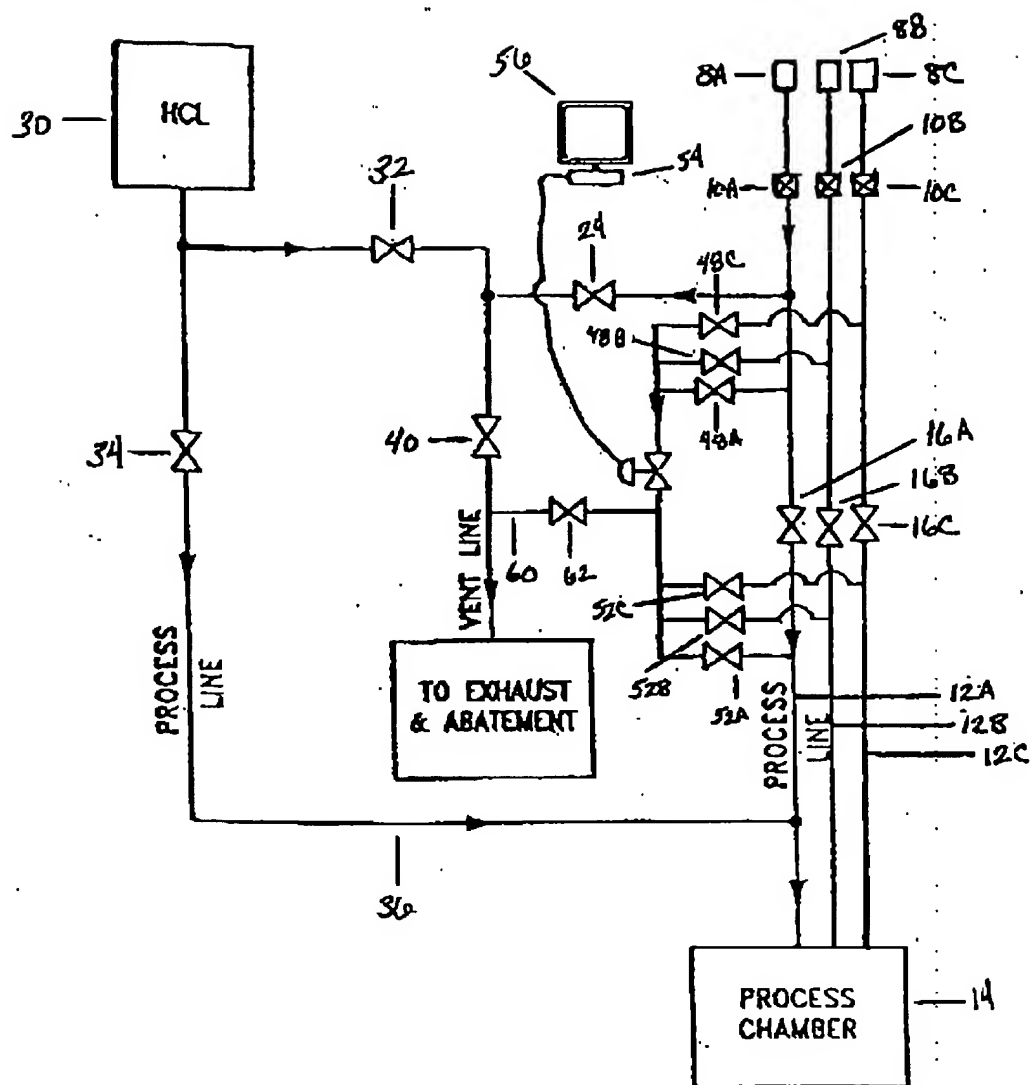 8B
56
8A
8C
30
HCL
10B
32
54
10A
10C
24
48C
48B
48A
34
40
16A
16B
16C
VENT LINE
60
62
52C
PROCESS
LINE
52B
52A
TO EXHAUST
& ABATEMENT
PROCESS
LINE
12A
12B
12C
36
PROCESS
CHAMBER
14